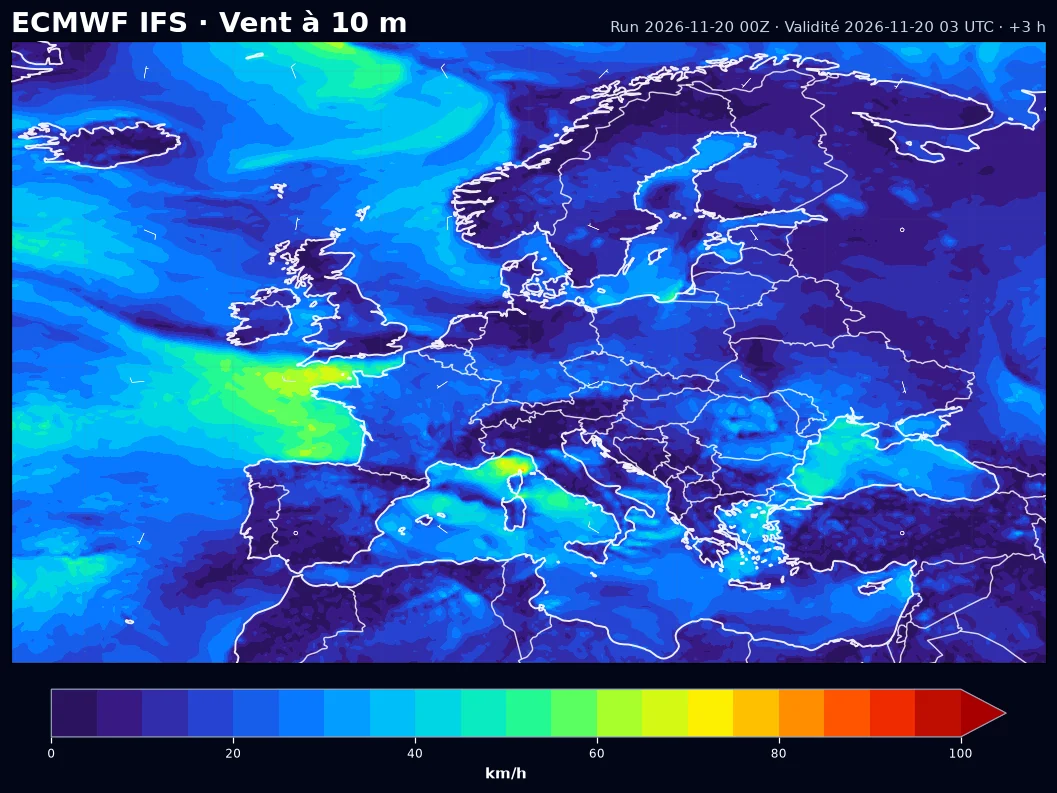 ECMWF IFS · Vent à 10 m
Run 2026-11-20 00Z · Validité 2026-11-20 03 UTC · +3 h
0 20 40 60 80 100
km/h